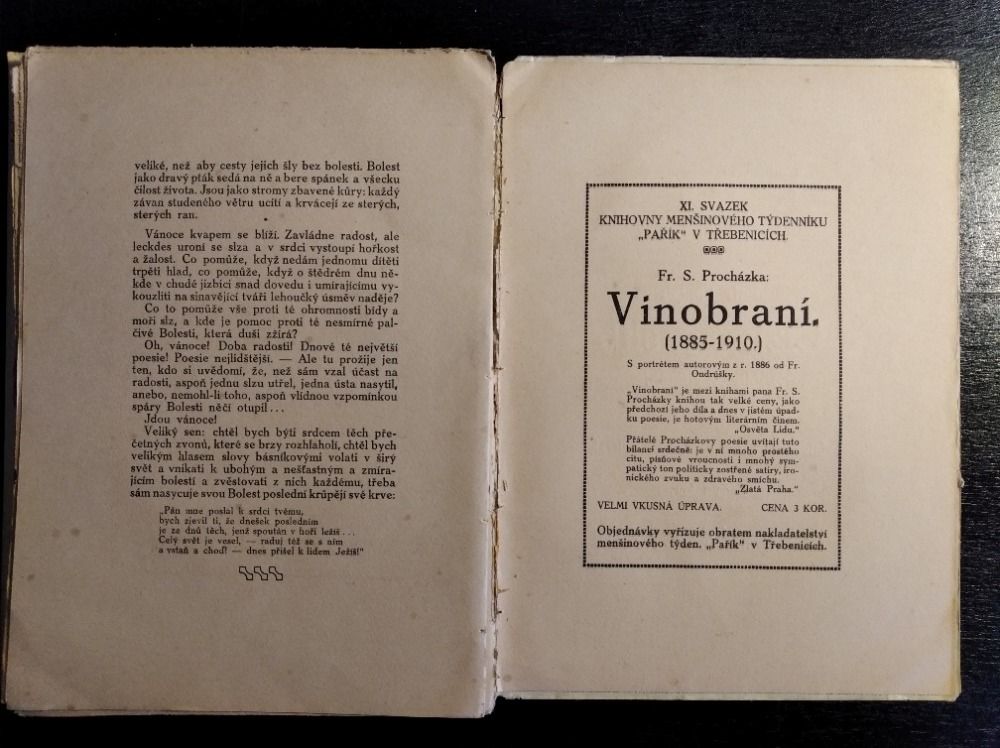 veliké, než aby cesty jejich šly bez bolesti. Bolest
jako dravý pták sedá na ně a bere spánek a všecku
čilost života. Jsou jako stromy zbavené kůry: každý
závan studeného větru ucítí a krvácejí ze sterých,
sterých ran.
Vánoce kvapem se blíží. Zavládne radost, ale
leckdes uroní se slza a v srdci vystoupí hořkost
a žalost. Co pomůže, když nedám jednomu dítěti
trpěti hlad, co pomůže, když o štědrém dnu ně-
kde v chudé jizbici snad dovedu i umírajícímu vy-
kouzliti na sinavějící tváři lehoučký úsměv naděje?
Co to pomůže vše proti té ohromnosti bídy a
moři slz, a kde je pomoc proti té nesmírné pal-
čivé Bolesti, která duši zžírá?
Oh, vánoce! Doba radosti! Dnové té největší
poesie! Poesie nejlidštější. — Ale tu prožije jen
ten, kdo si uvědomí, že, než sám vzal účast na
radosti, aspoň jednu slzu utřel, jedna ústa nasytil,
anebo, nemohl-li toho, aspoň vlídnou vzpomínkou
spáry Bolesti něčí otupil...
Jdou vánoce!
Veliký sen: chtěl bych býti srdcem těch pře-
četných zvonů, které se brzy rozhlaholí, chtěl bych
velikým hlasem slovy básníkovými volati v širý
svět a vnikati k ubohým a nešťastným a zmíra-
jícím bolestí a zvěstovati z nich každému, třeba
sám nasycuje svou Bolest poslední krůpějí své krve:
„Pán mne poslal k srdci tvému,
bych zjevil ti, že dnešek posledním
je ze dnů těch, jenž spoután v hoři ležíš...
Celý svět je vesel, — raduj též se s ním
a vstaň a choď! — dnes přišel k lidem Ježíš!"
XI. SVAZEK
KNIHOVNY MENŠINOVÉHO TÝDENNÍKU
„PAŘÍK" V TŘEBENICÍCH.
Fr. S. Procházka:
Vinobraní.
(1885-1910.)
S portrétem autorovým z r. 1886 od Fr.
Ondrůšky.
„Vinobraní" je mezi knihami pana Fr. S.
Procházky knihou tak velké ceny, jako
předchozí jeho díla a dnes v jistém úpad-
ku poesie, je hotovým literárním činem.
„Osvěta Lidu."
Přátelé Procházkovy poesie uvítají tuto
bilanci srdečně: je v ní mnoho prostého
citu, písňové vroucnosti i mnohý sym-
patický ton politicky zostřené satiry, iro-
nického zvuku a zdravého smíchu.
„Zlatá Praha."
VELMI VKUSNÁ ÚPRAVA. CENA 3 KOR.
Objednávky vyřizuje obratem nakladatelství
menšinového týden. „Pařík" v Třebenicích.